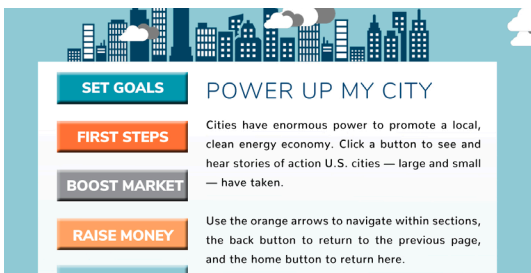 SET GOALS
FIRST STEPS
BOOST MARKET
RAISE MONEY
POWER UP MY CITY
Cities have enormous power to promote a local,
clean energy economy. Click a button to see and
hear stories of action U.S. cities — large and small
— have taken.
Use the orange arrows to navigate within sections,
the back button to return to the previous page,
and the home button to return here.